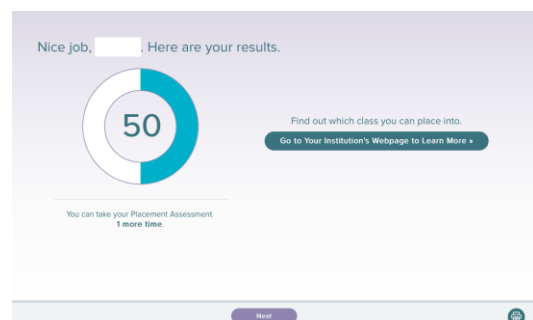 Nice job, . Here are your results.
50
Find out which class you can place into.
Go to Your Institution's Webpage to Learn More »
You can take your Placement Assessment
1 more time.
Next